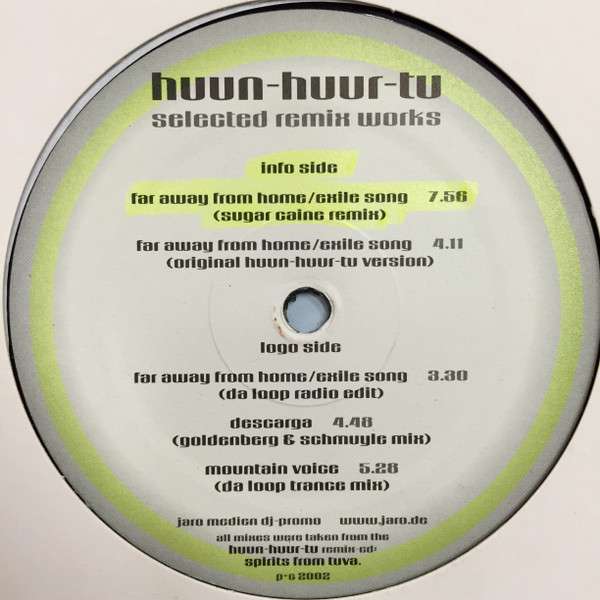 huun-huur-tu
selected remix works
info side
far away from home/exile song 7.56
(sugar caine remix)
far away from home/exile song 4.11
(original huun-huur-tu version)
logo side
far away from home/exile song 3.30
(da loop radio edit)
descarga 4.48
(goldenberg & schmuyle mix)
mountain voice 5.28
(da loop trance mix)
jaro medien dj-promo www.jaro.de
all mixes were taken from the
huun-huur-tu remix-cd:
spirits from tuva.
p+c 2002